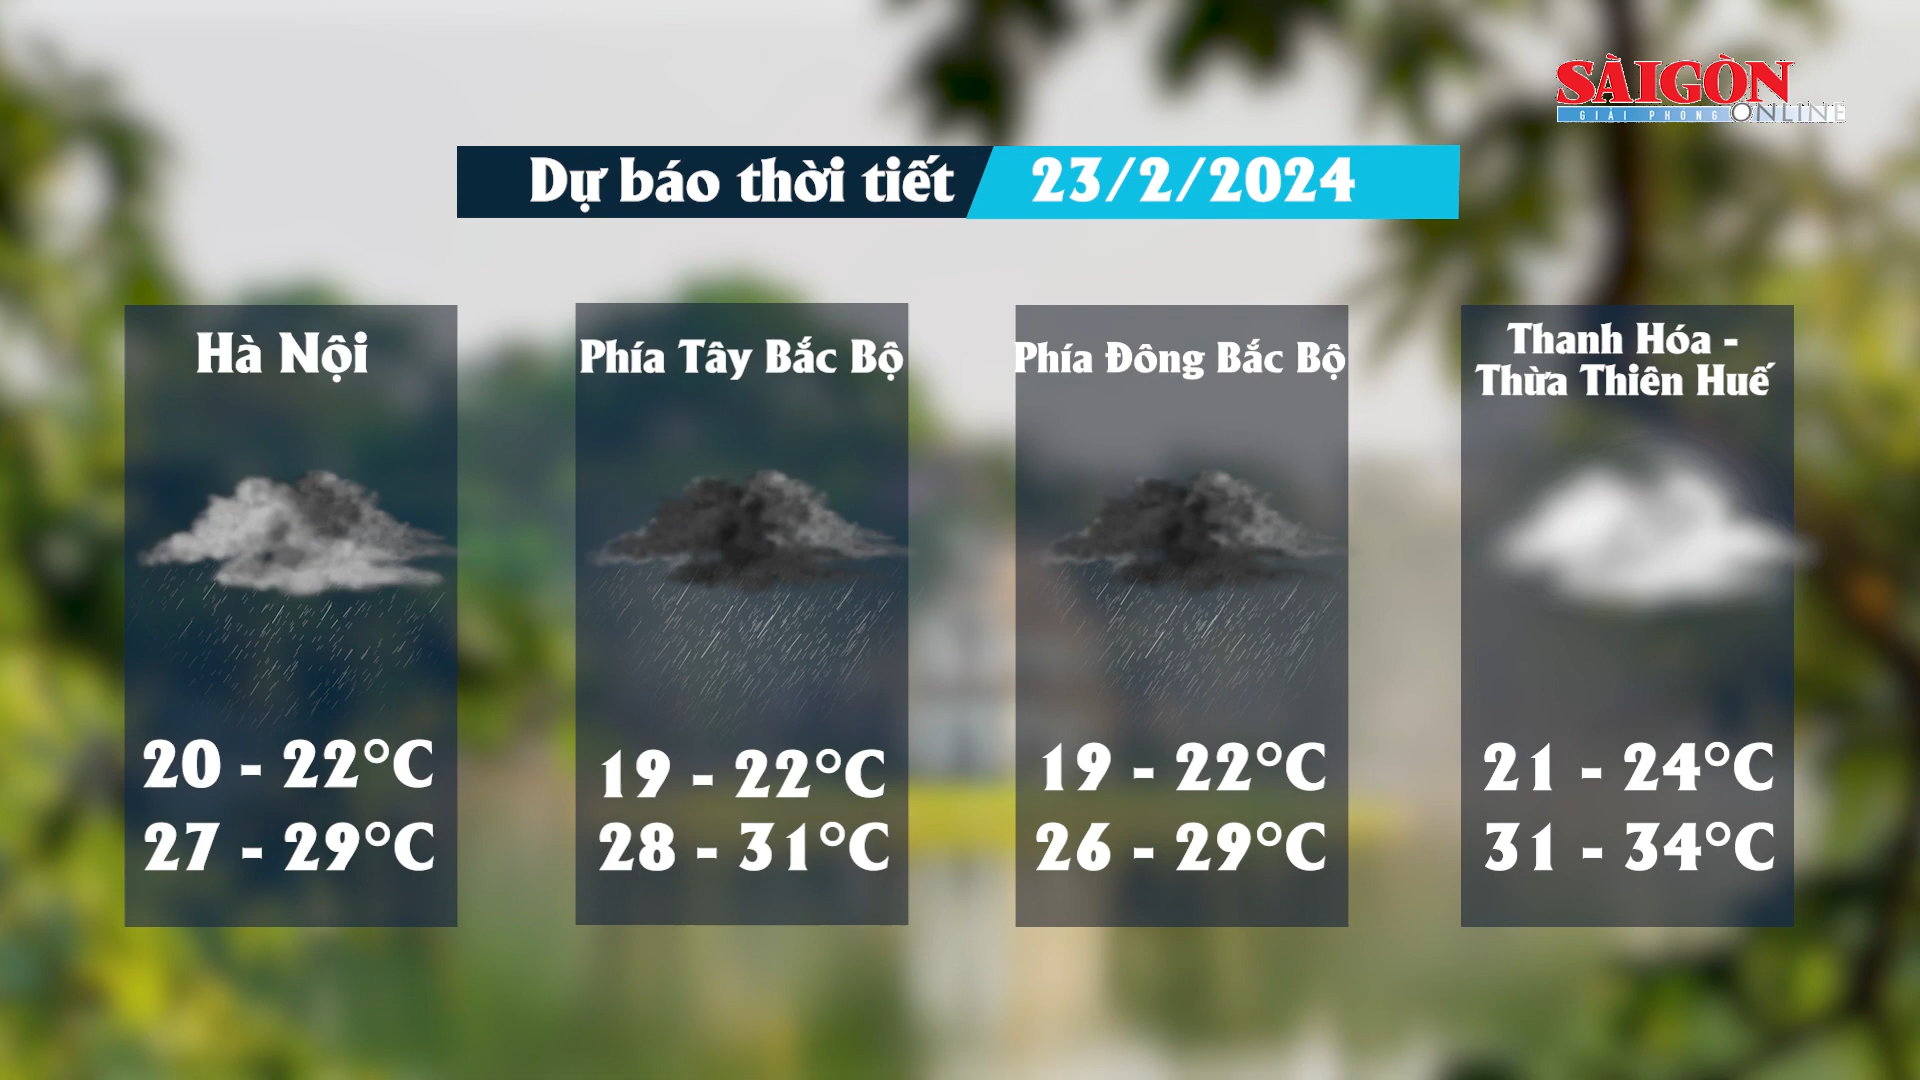 SÀIGÒN
GIẢI PHÓNG ONLINE
Dự báo thời tiết 23/2/2024
Hà Nội
20 - 22°C
27 - 29°C
Phía Tây Bắc Bộ
19 - 22°C
28 - 31°C
Phía Đông Bắc Bộ
19 - 22°C
26 - 29°C
Thanh Hóa -
Thừa Thiên Huế
21 - 24°C
31 - 34°C